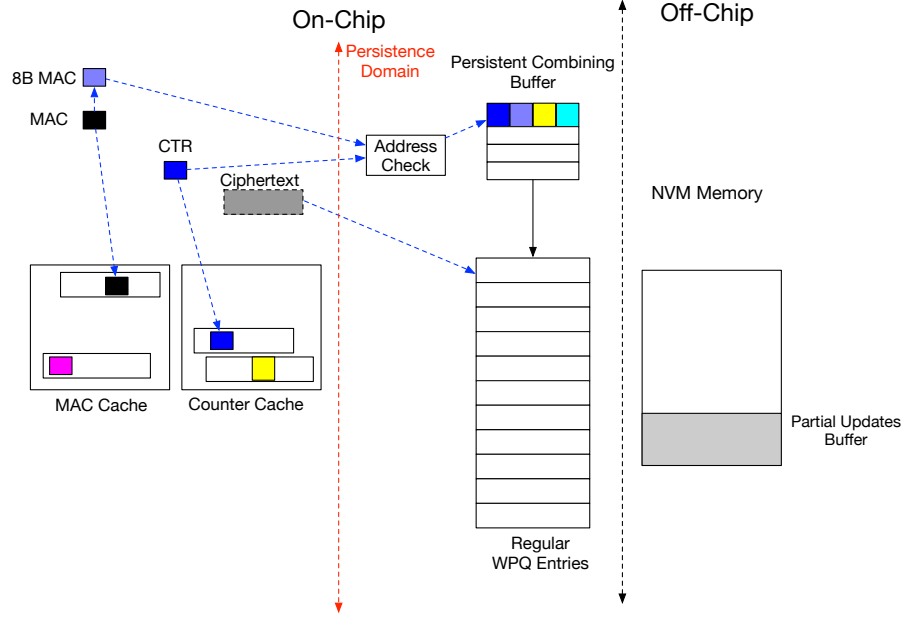 On-Chip
Off-Chip
Persistence
Domain
Persistent Combining
Buffer
8B MAC
MAC
CTR
Address
Check
Ciphertext
NVM Memory
MAC Cache
Counter Cache
Partial Updates
Buffer
Regular
WPQ Entries